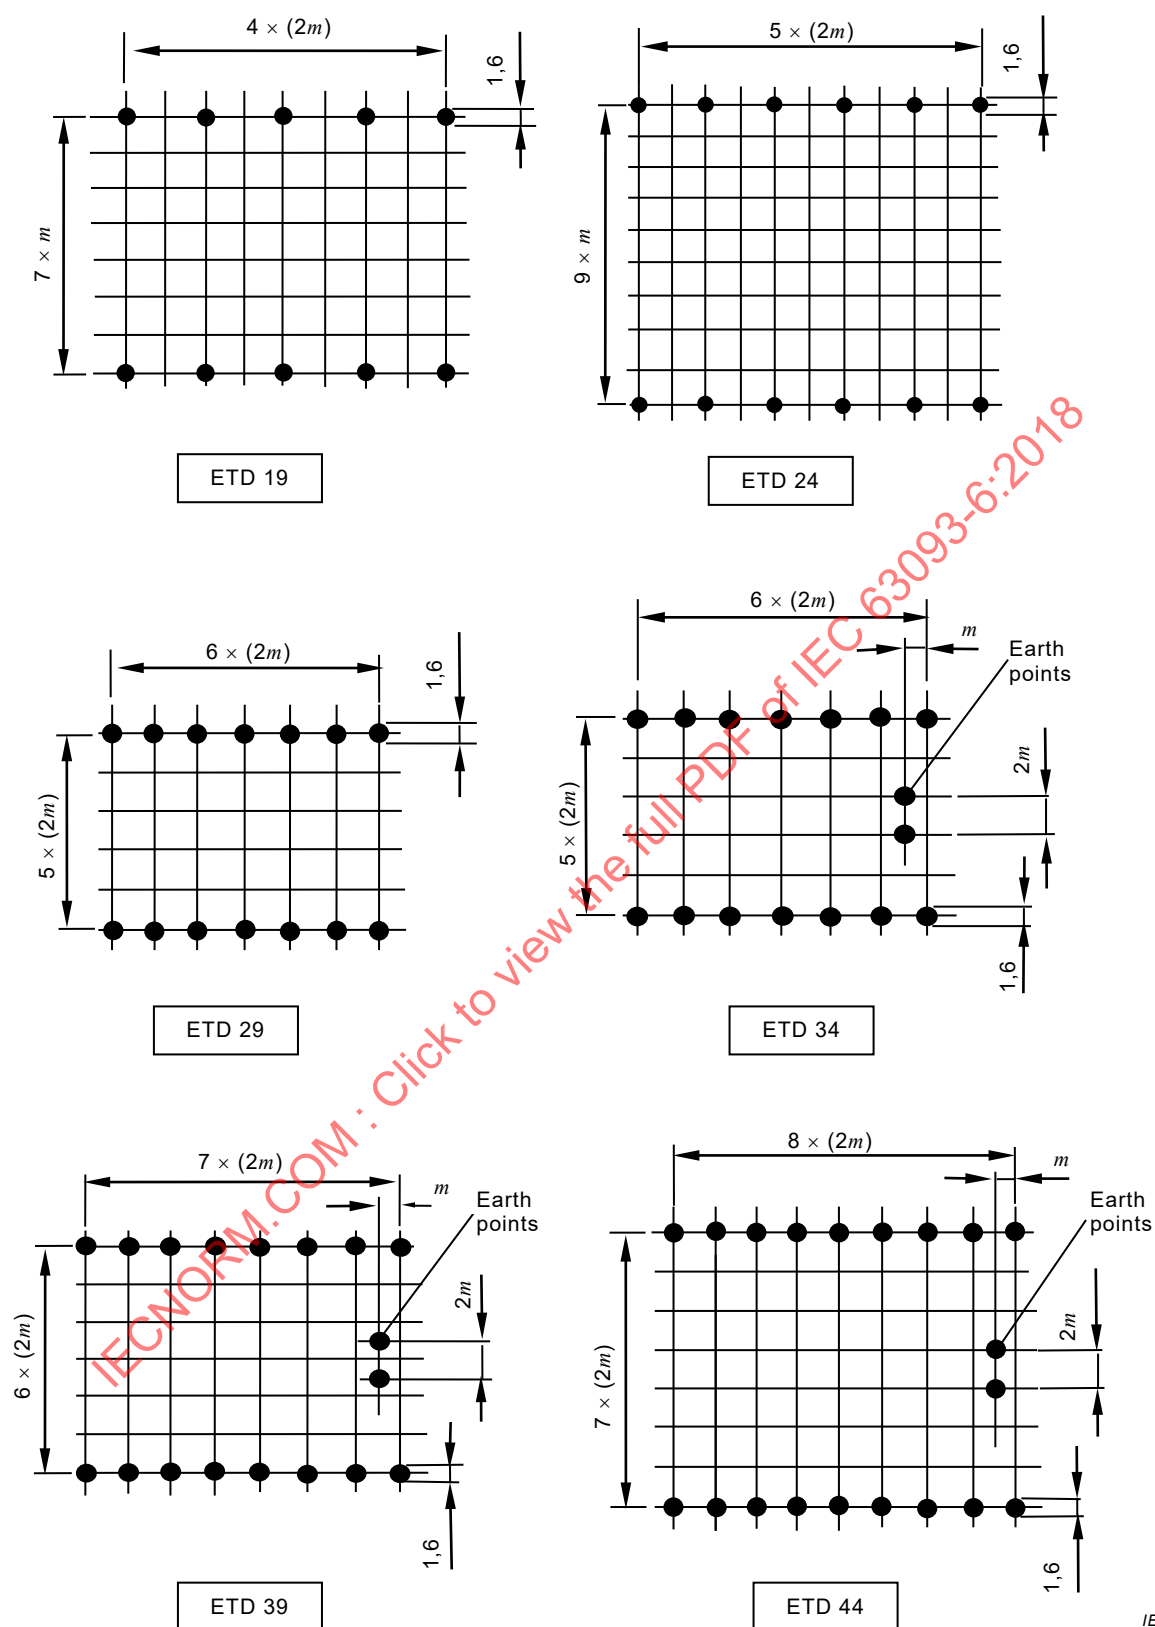 4 × (2m)
1,6
7 × m
ETD 19
5 × (2m)
1,6
9 × m
ETD 24
6 × (2m)
1,6
5 × (2m)
ETD 29
6 × (2m)
m
Earth
points
2m
5 × (2m)
1,6
ETD 34
7 × (2m)
m
Earth
points
2m
6 × (2m)
1,6
ETD 39
8 × (2m)
m
Earth
points
2m
7 × (2m)
1,6
ETD 44
IECNORM.COM : Click to view the full PDF of IEC 63093-6:2018